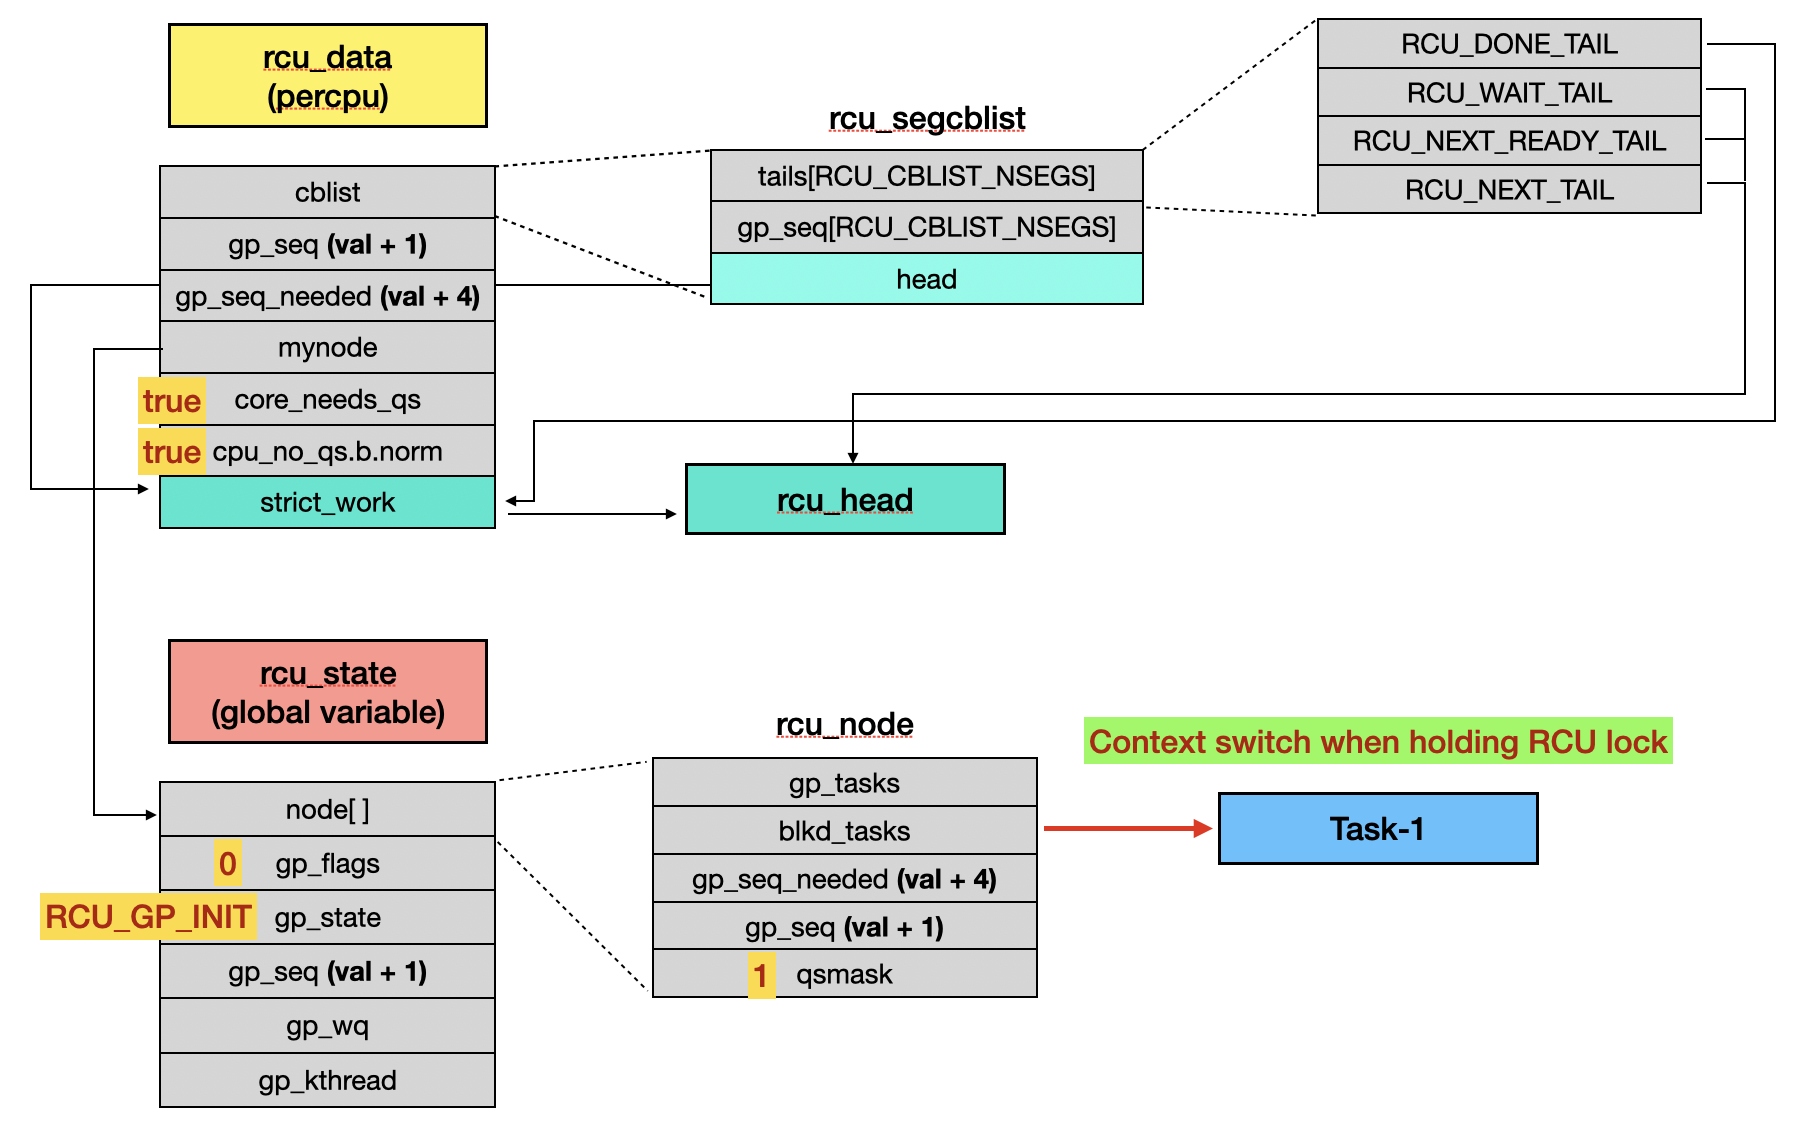 rcu_data
(percpu)
cblist
gp_seq (val + 1)
gp_seq_needed (val + 4)
mynode
true core_needs_qs
true cpu_no_qs.b.norm
strict_work
rcu_segcblist
tails[RCU_CBLIST_NSEGS]
gp_seq[RCU_CBLIST_NSEGS]
head
RCU_DONE_TAIL
RCU_WAIT_TAIL
RCU_NEXT_READY_TAIL
RCU_NEXT_TAIL
rcu_head
rcu_state
(global variable)
node[ ]
0 gp_flags
RCU_GP_INIT gp_state
gp_seq (val + 1)
gp_wq
gp_kthread
rcu_node
gp_tasks
blkd_tasks
gp_seq_needed (val + 4)
gp_seq (val + 1)
1 qsmask
Context switch when holding RCU lock
Task-1